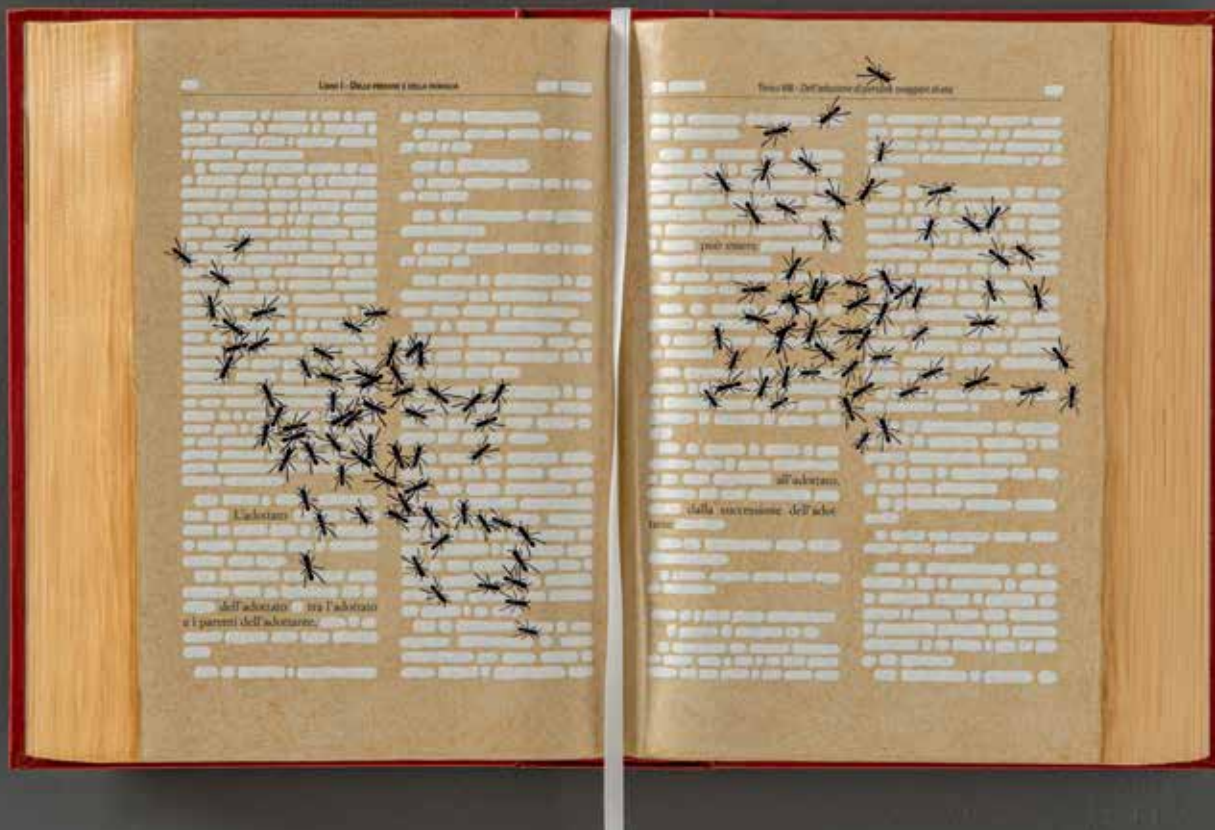 LIBRO I - DELLE PERSONE E DELLA FAMIGLIA
L'adottato
dell'adottato tra l'adottato
e i parenti dell'adottante,
Titolo VIII - Dell'adozione di persone maggiori di età
può essere
all'adottato,
dalla successione dell'adot
tante